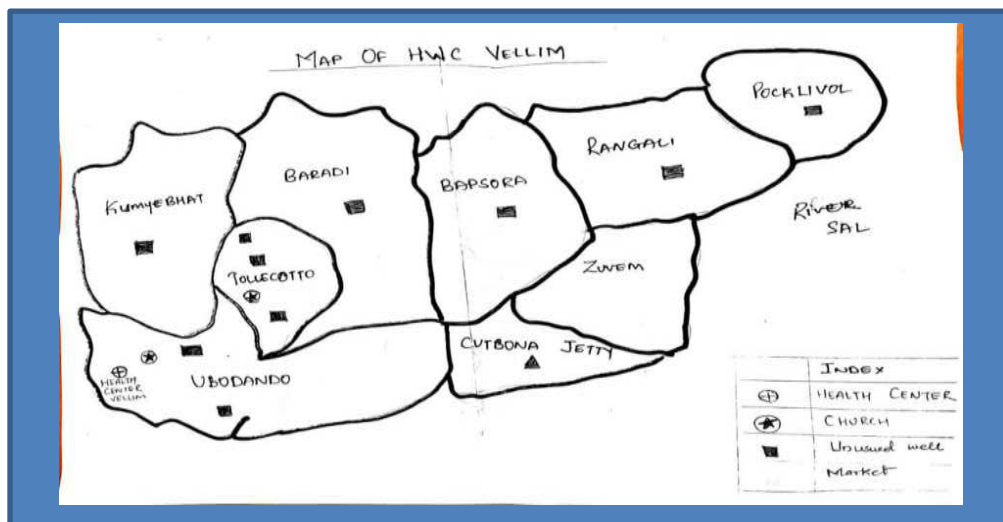 MAP OF HWC VELLIM
POCKLIVOL
RANGALI
BARADI
BAPSORA
KUMYEBHAT
RIVER
SAL
TOLLECOTTO
ZUVEM
CUTBONA JETTY
UBODANDO
HEALTH
CENTER
VELLIM
INDEX
HEALTH CENTER
CHURCH
Unused well
Market